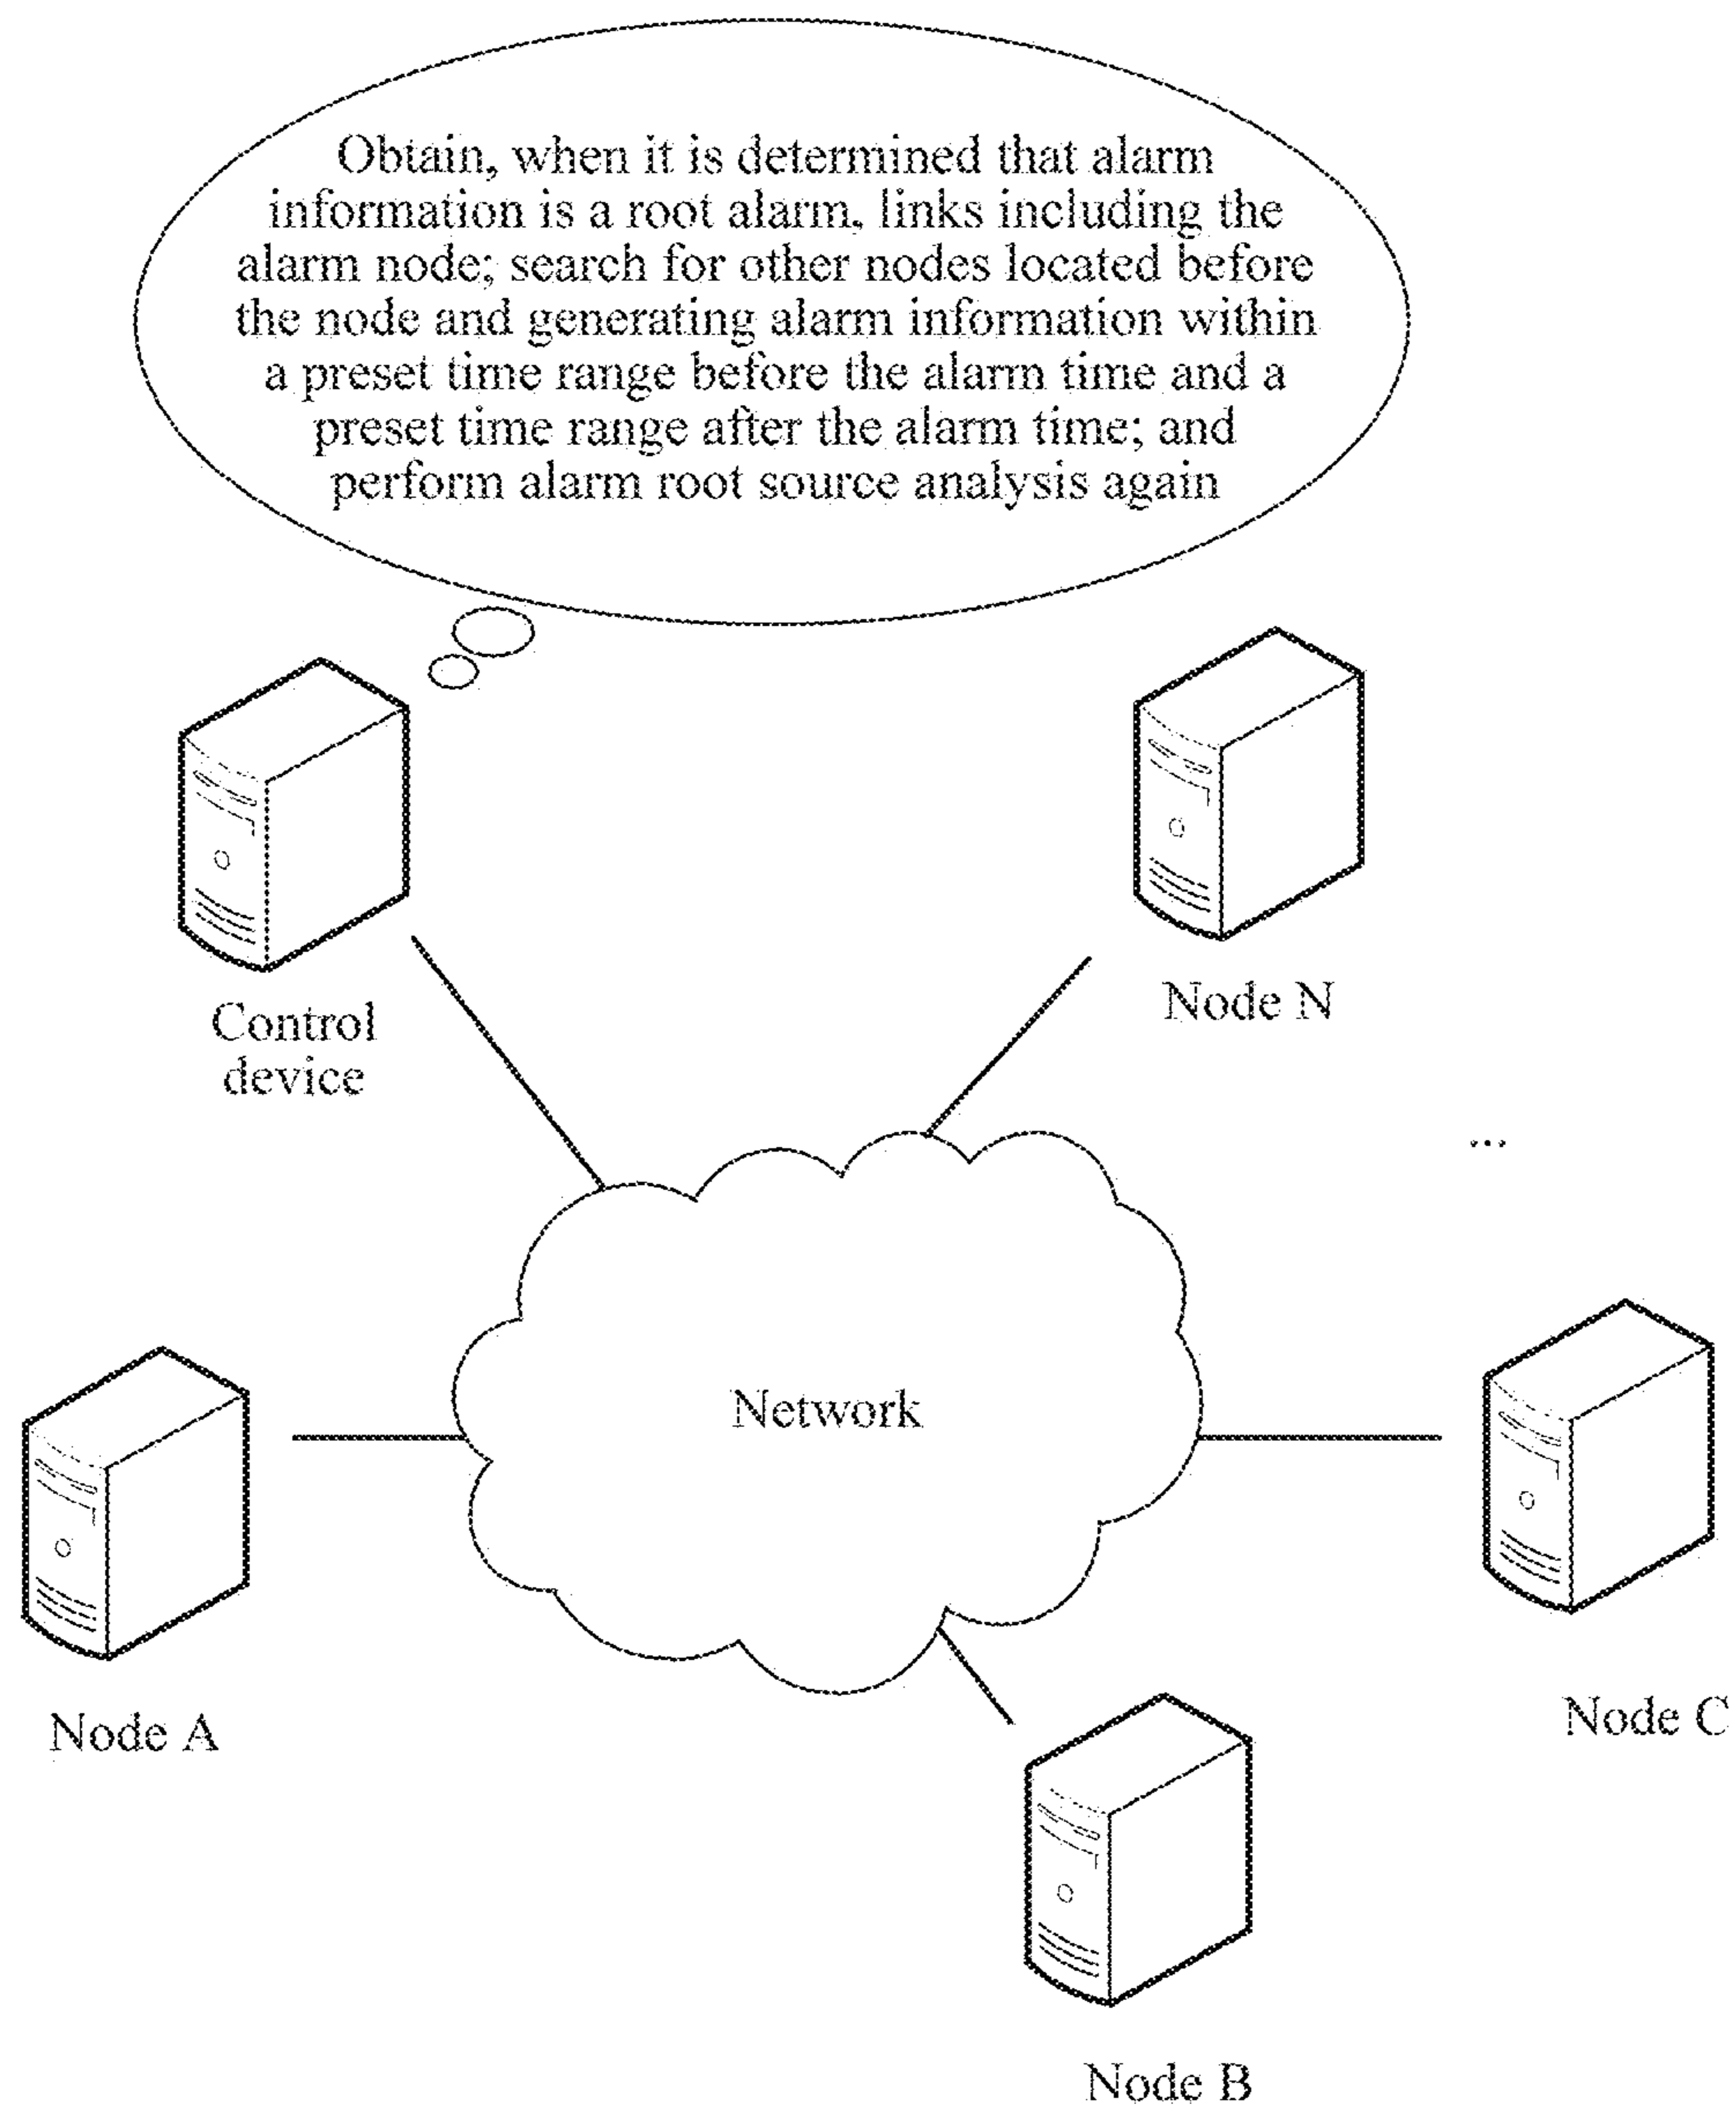 Obtain, when it is determined that alarm
information is a root alarm, links including the
alarm node; search for other nodes located before
the node and generating alarm information within
a preset time range before the alarm time and a
preset time range after the alarm time; and
perform alarm root source analysis again
Control
device
Node N
...
Network
Node A
Node C
Node B